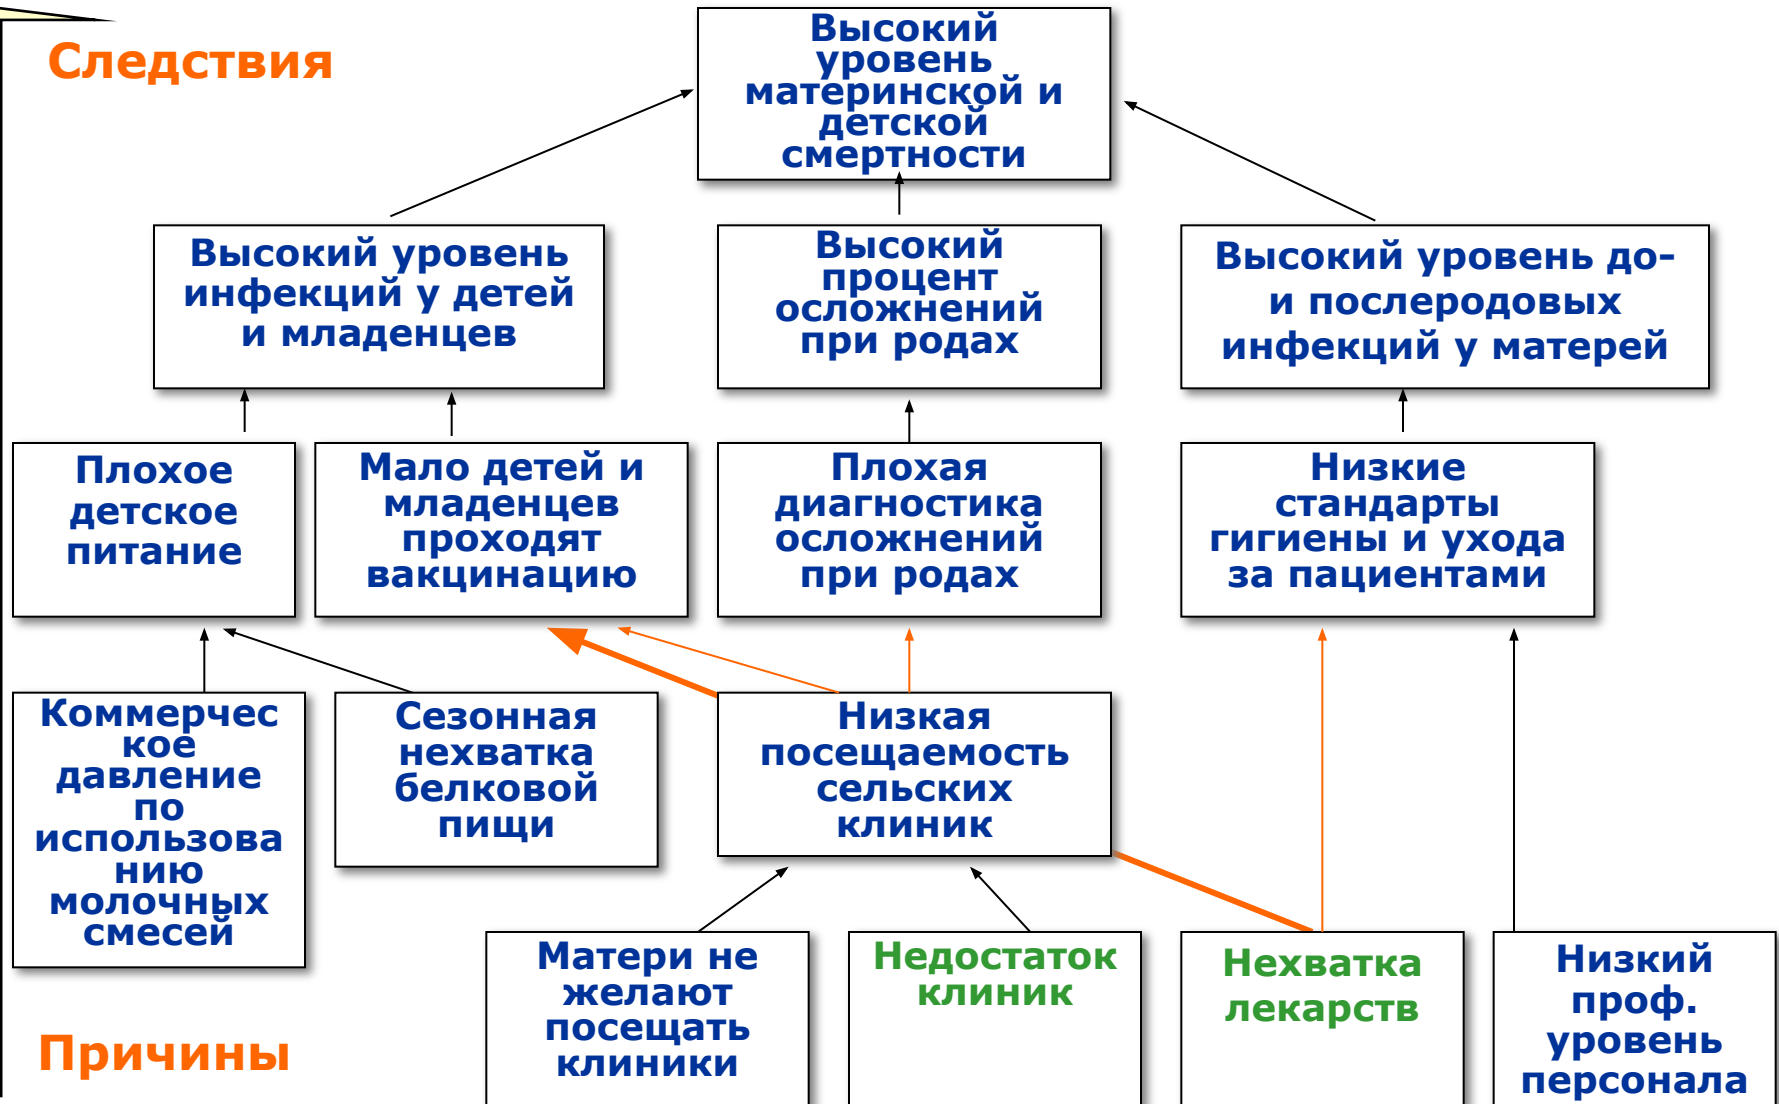 Следствия
Высокий
уровень
материнской и
детской
смертности
Высокий уровень
инфекций у детей
и младенцев
Высокий
процент
осложнений
при родах
Высокий уровень до-
и послеродовых
инфекций у матерей
Плохое
детское
питание
Мало детей и
младенцев
проходят
вакцинацию
Плохая
диагностика
осложнений
при родах
Низкие
стандарты
гигиены и ухода
за пациентами
Коммерчес
кое
давление
по
использова
нию
молочных
смесей
Сезонная
нехватка
белковой
пищи
Низкая
посещаемость
сельских
клиник
Матери не
желают
посещать
клиники
Недостаток
клиник
Нехватка
лекарств
Низкий
проф.
уровень
персонала
Причины